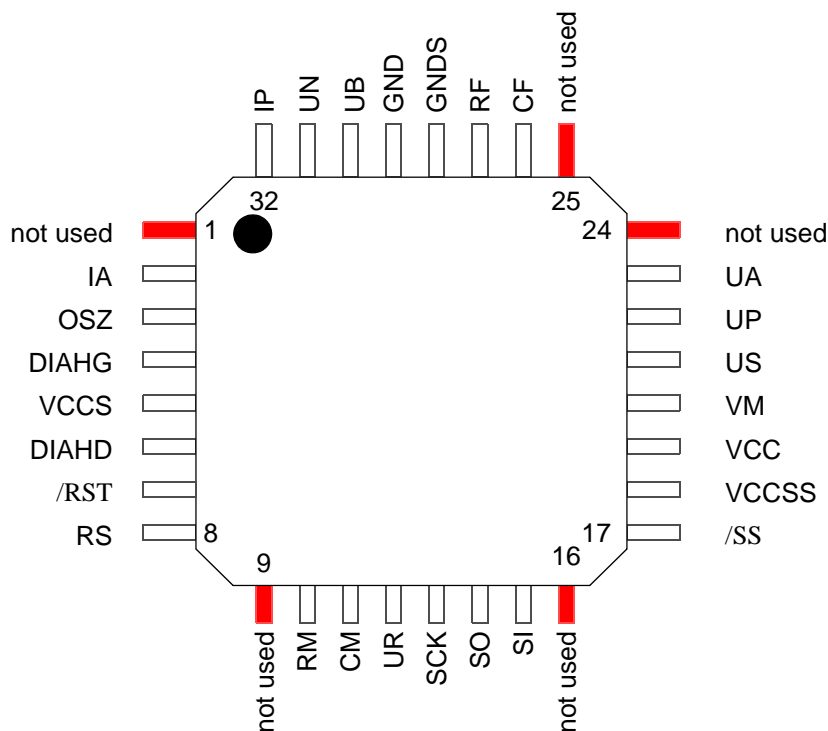 IP
UN
UB
GND
GNDS
RF
CF
not used
32
25
not used
1
24
not used
IA
UA
OSZ
UP
DIAHG
US
VCCS
VM
DIAHD
VCC
/RST
VCCSS
RS
8
17
/SS
9
16
not used
RM
CM
UR
SCK
SO
SI
not used